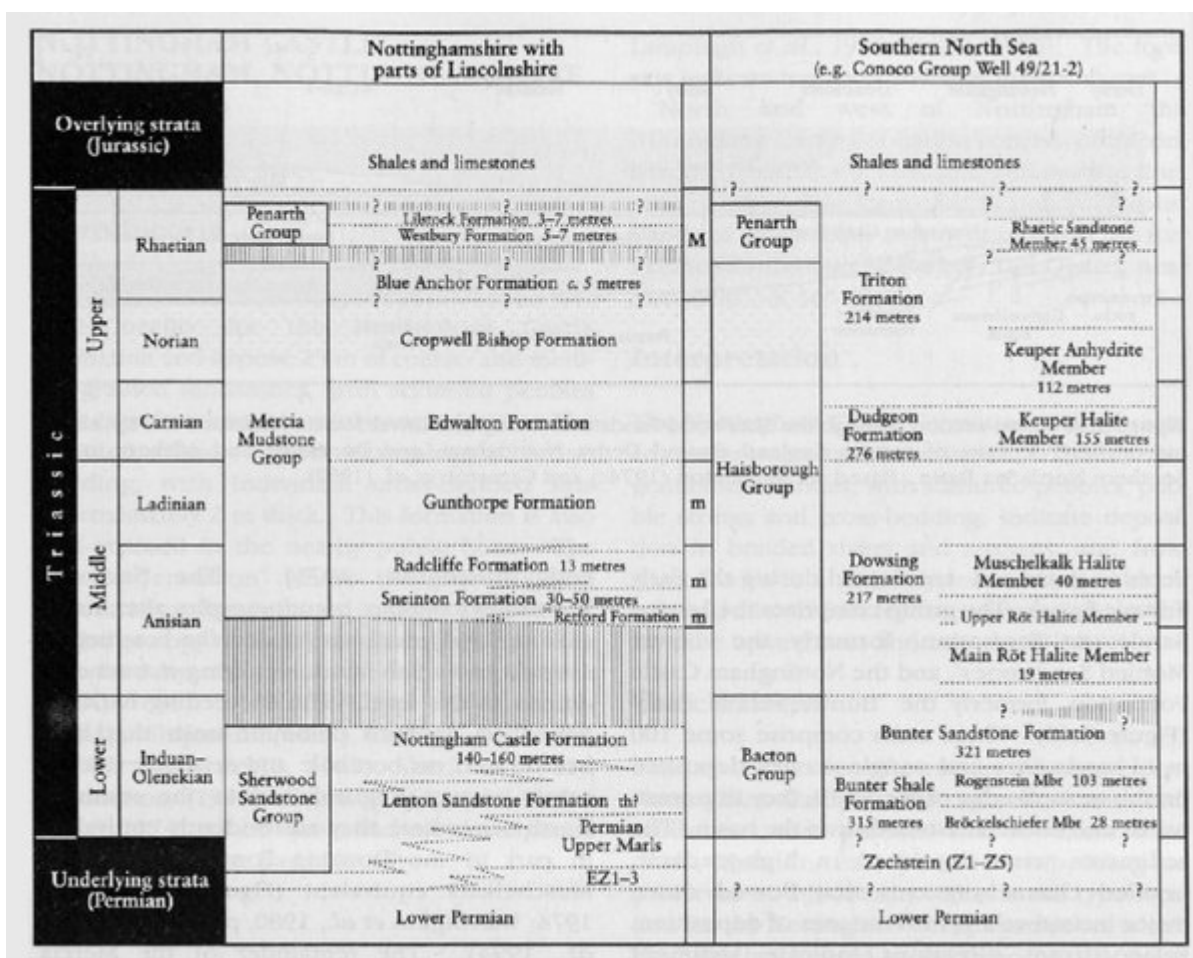 Nottinghamshire with
parts of Lincolnshire
Southern North Sea
(e.g. Conoco Group Well 49/21-2)
Overlying strata
(Jurassic)
Shales and limestones
Shales and limestones
Triassic
Upper
Middle
Lower
Rhaetian
Norian
Carnian
Ladinian
Anisian
Induan-
Olenekian
Penarth
Group
Mercia
Mudstone
Group
Sherwood
Sandstone
Group
? ? ?
Lilstock Formation 3–7 metres
Westbury Formation 5–7 metres
? ? ?
Blue Anchor Formation c. 5 metres
? ? ?
Cropwell Bishop Formation
Edwalton Formation
Gunthorpe Formation
Radcliffe Formation 13 metres
Sneinton Formation 30–50 metres
Retford Formation
Nottingham Castle Formation
140–160 metres
Lenton Sandstone Formation
Permian
Upper Marls
EZ1–3
Lower Permian
M
m
m
m
Penarth
Group
Haisborough
Group
Bacton
Group
? ? ? ?
? ?
Rhaetic Sandstone
Member 45 metres
? ?
Triton
Formation
214 metres
Keuper Anhydrite
Member
112 metres
Dudgeon
Formation
276 metres
Keuper Halite
Member 155 metres
Dowsing
Formation
217 metres
Muschelkalk Halite
Member 40 metres
Upper Röt Halite Member
Main Röt Halite Member
19 metres
? ?
Bunter Sandstone Formation
321 metres
Bunter Shale
Formation
315 metres
Rogenstein Mbr 103 metres
Bröckelschiefer Mbr 28 metres
? ? ?
Zechstein (Z1–Z5)
? ? ? ?
Lower Permian
Underlying strata
(Permian)